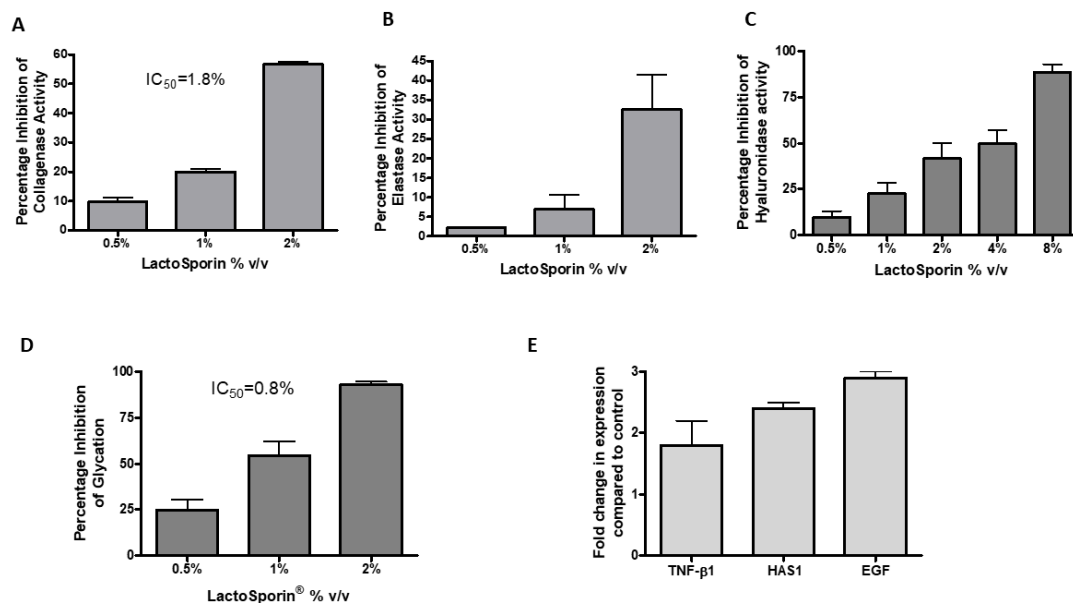 A
Percentage Inhibition of
Collagenase Activity
60
50
40
30
20
10
0
IC50=1.8%
0.5%
1%
2%
LactoSporin % v/v
B
Percentage Inhibition of
Elastase Activity
45
40
35
30
25
20
15
10
5
0
0.5%
1%
2%
LactoSporin % v/v
C
Percentage Inhibition of
Hyaluronidase activity
100
75
50
25
0
0.5%
1%
2%
4%
8%
LactoSporin % v/v
D
Percentage Inhibition
of Glycation
100
75
50
25
0
IC50=0.8%
0.5%
1%
2%
LactoSporin® % v/v
E
Fold change in expression
compared to control
3
2
1
0
TNF-β1
HAS1
EGF